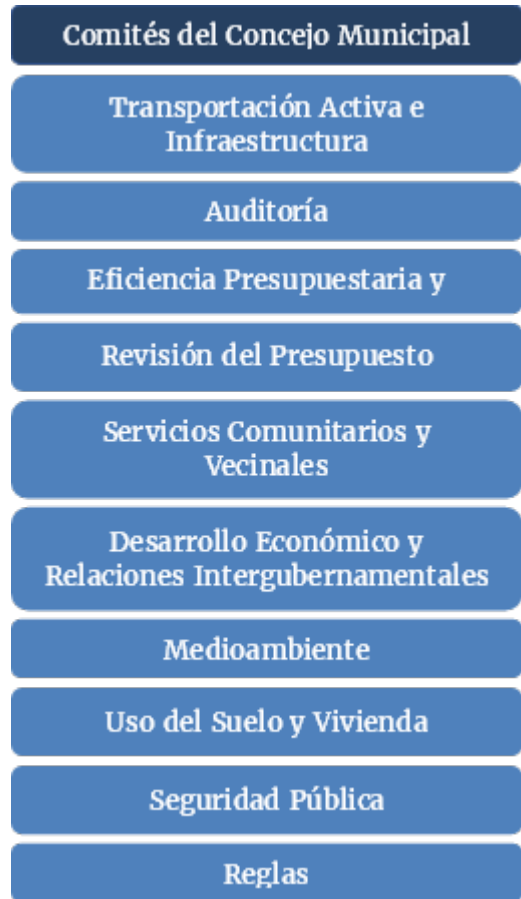 Comités del Concejo Municipal
Transportación Activa e
Infraestructura
Auditoría
Eficiencia Presupuestaria y
Revisión del Presupuesto
Servicios Comunitarios y
Vecinales
Desarrollo Económico y
Relaciones Intergubernamentales
Medioambiente
Uso del Suelo y Vivienda
Seguridad Pública
Reglas